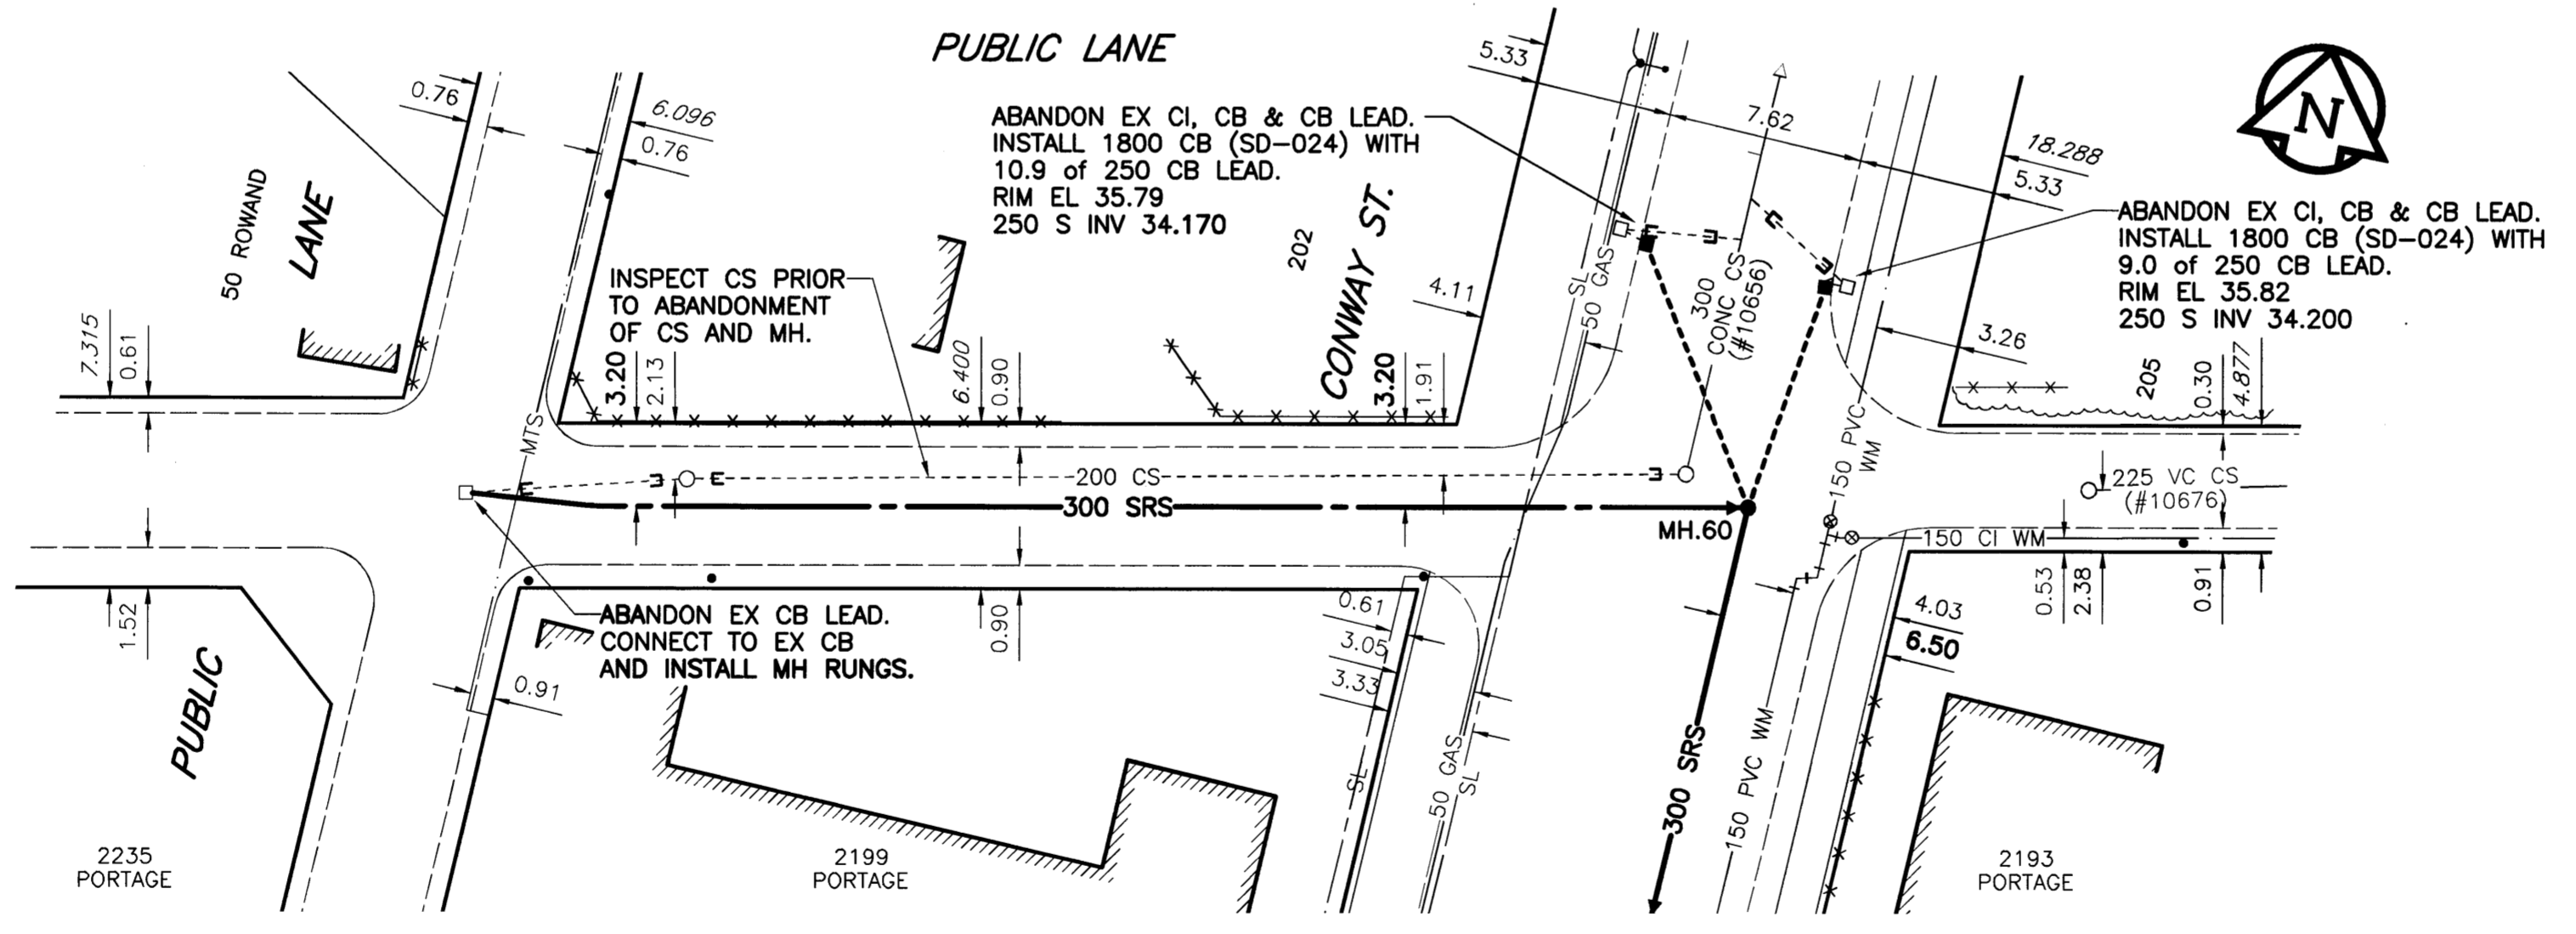 PUBLIC LANE
ABANDON EX CI, CB & CB LEAD.
INSTALL 1800 CB (SD-024) WITH
10.9 of 250 CB LEAD.
RIM EL 35.79
250 S INV 34.170
5.33
7.62
18.288
5.33
N
ABANDON EX CI, CB & CB LEAD.
INSTALL 1800 CB (SD-024) WITH
9.0 of 250 CB LEAD.
RIM EL 35.82
250 S INV 34.200
0.76
6.096
0.76
50 ROWAND
LANE
INSPECT CS PRIOR
TO ABANDONMENT
OF CS AND MH.
202
CONWAY ST.
4.11
SL
50 GAS
300
CONC CS
(#10656)
3.26
7.315
0.61
3.20
2.13
6.400
0.90
3.20
1.91
205
0.30
4.877
MTS
200 CS
300 SRS
MH.60
150 PVC
WM
225 VC CS
(#10676)
150 CI WM
1.52
0.90
0.61
3.05
3.33
0.53
2.38
0.91
4.03
6.50
ABANDON EX CB LEAD.
CONNECT TO EX CB
AND INSTALL MH RUNGS.
0.91
PUBLIC
SL
50 GAS
SL
300 SRS
150 PVC WM
2235
PORTAGE
2199
PORTAGE
2193
PORTAGE